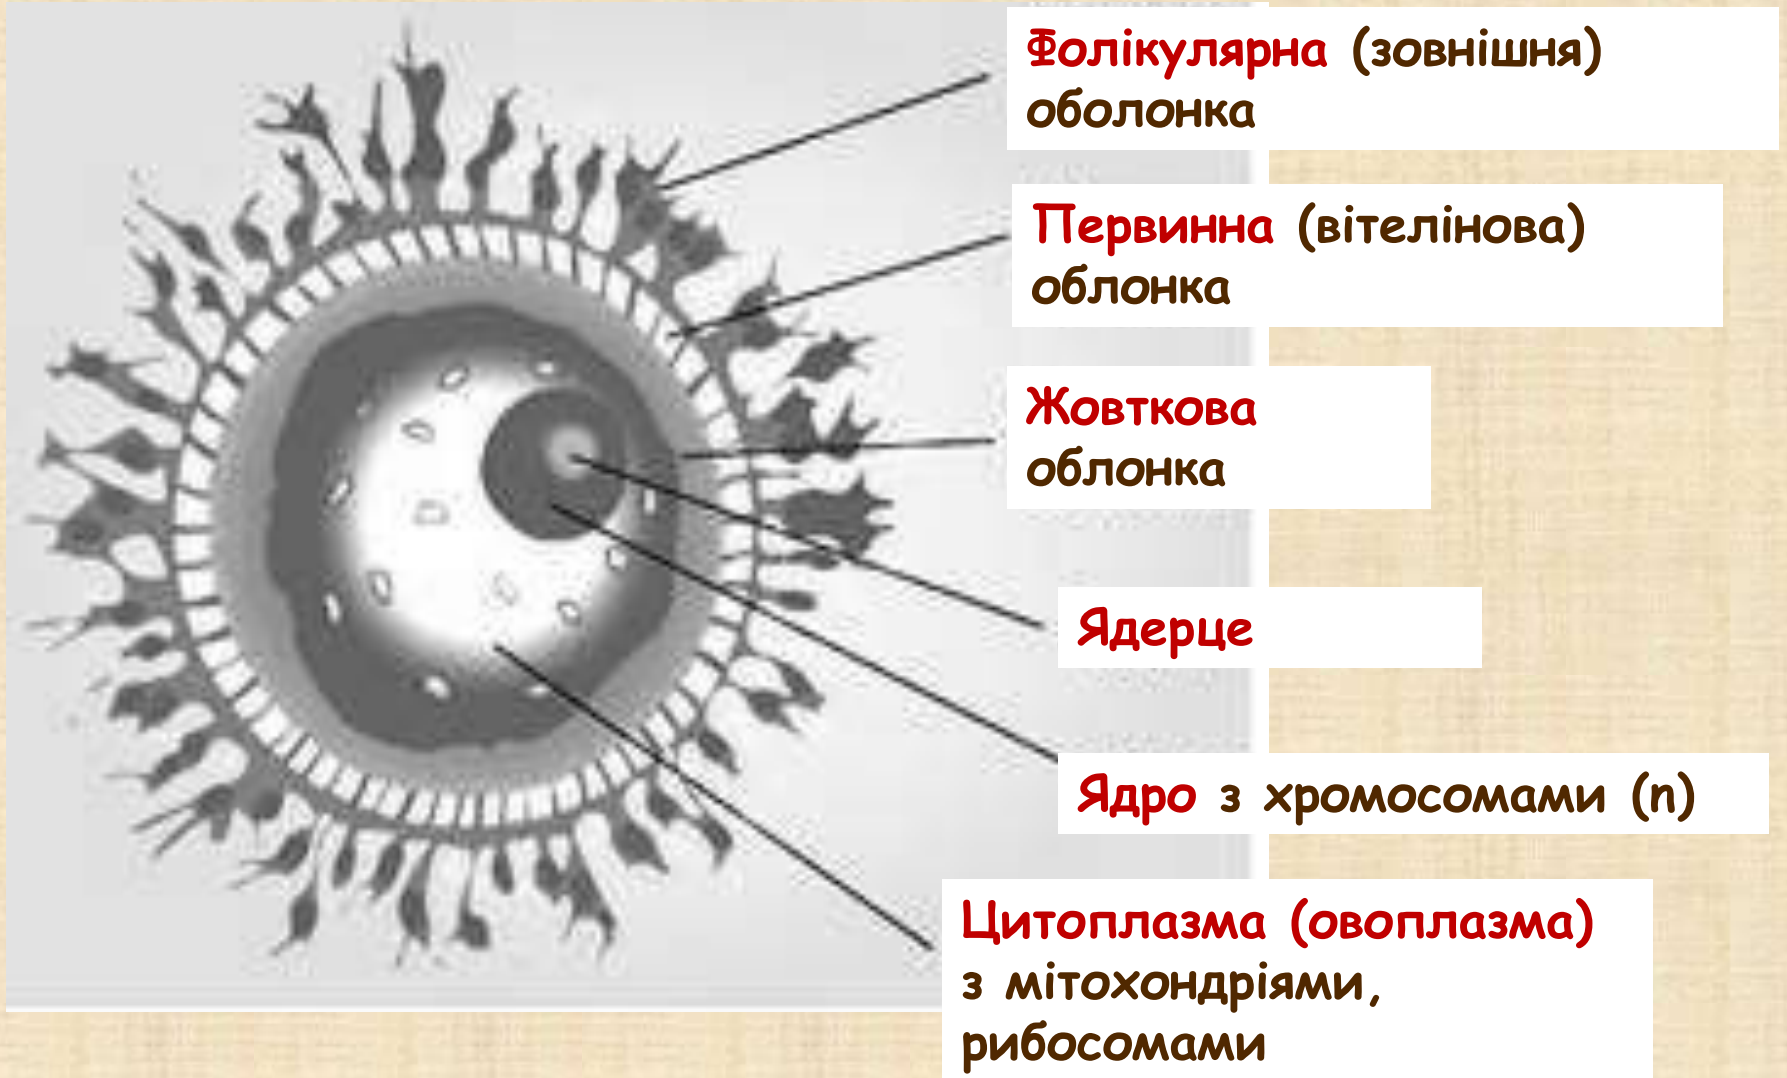 Фолікулярна (зовнішня)
оболонка
Первинна (вітелінова)
облонка
Жовткова
облонка
Ядерце
Ядро з хромосомами (n)
Цитоплазма (овоплазма)
з мітохондріями,
рибосомами